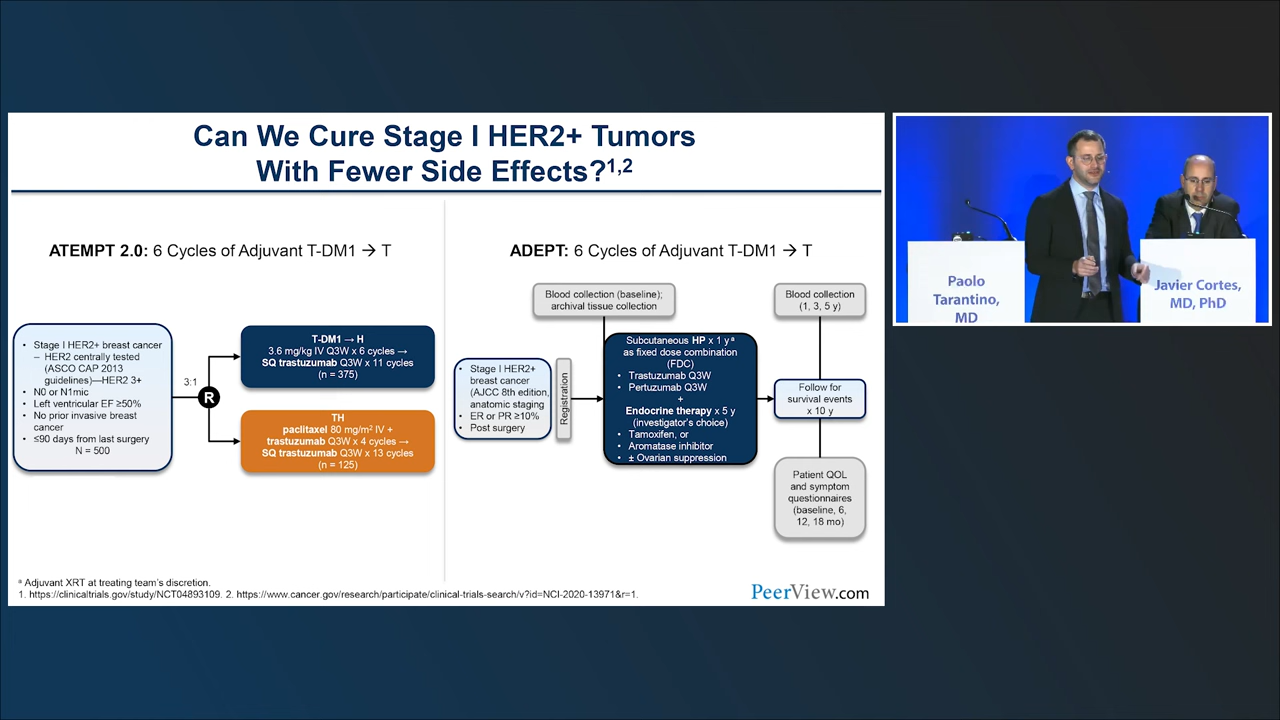 Can We Cure Stage I HER2+ Tumors
With Fewer Side Effects?1,2
ATEMPT 2.0: 6 Cycles of Adjuvant T-DM1 → T
• Stage I HER2+ breast cancer
– HER2 centrally tested
(ASCO CAP 2013
guidelines)—HER2 3+
• N0 or N1mic
• Left ventricular EF ≥50%
• No prior invasive breast
cancer
• ≤90 days from last surgery
N = 500
3:1
R
T-DM1 → H
3.6 mg/kg IV Q3W x 6 cycles →
SQ trastuzumab Q3W x 11 cycles
(n = 375)
TH
paclitaxel 80 mg/m² IV +
trastuzumab Q3W x 4 cycles →
SQ trastuzumab Q3W x 13 cycles
(n = 125)
ADEPT: 6 Cycles of Adjuvant T-DM1 → T
Blood collection (baseline);
archival tissue collection
• Stage I HER2+
breast cancer
(AJCC 8th edition,
anatomic staging
• ER or PR ≥10%
• Post surgery
Registration
Subcutaneous HP x 1 yᵃ
as fixed dose combination
(FDC)
• Trastuzumab Q3W
• Pertuzumab Q3W
+
Endocrine therapy x 5 y
(investigator's choice)
• Tamoxifen, or
• Aromatase inhibitor
• ± Ovarian suppression
Blood collection
(1, 3, 5 y)
Follow for
survival events
x 10 y
Patient QOL
and symptom
questionnaires
(baseline, 6,
12, 18 mo)
ᵃ Adjuvant XRT at treating team's discretion.
1. https://clinicaltrials.gov/study/NCT04893109. 2. https://www.cancer.gov/research/participate/clinical-trials-search/v?id=NCI-2020-13971&r=1.
PeerView.com
Paolo
Tarantino,
MD
Javier Cortes,
MD, PhD